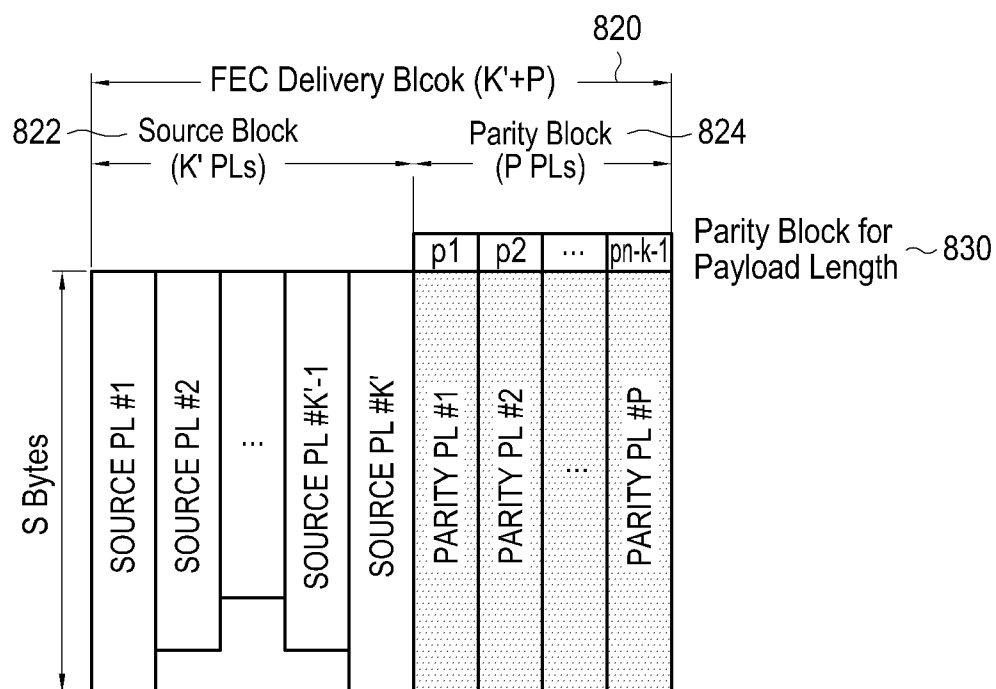 820
FEC Delivery Blcok (K'+P)
822
Source Block
(K' PLs)
Parity Block
(P PLs)
824
p1
p2
...
pn-k-1
Parity Block for
Payload Length
830
S Bytes
SOURCE PL #1
SOURCE PL #2
...
SOURCE PL #K'-1
SOURCE PL #K'
PARITY PL #1
PARITY PL #2
...
PARITY PL #P